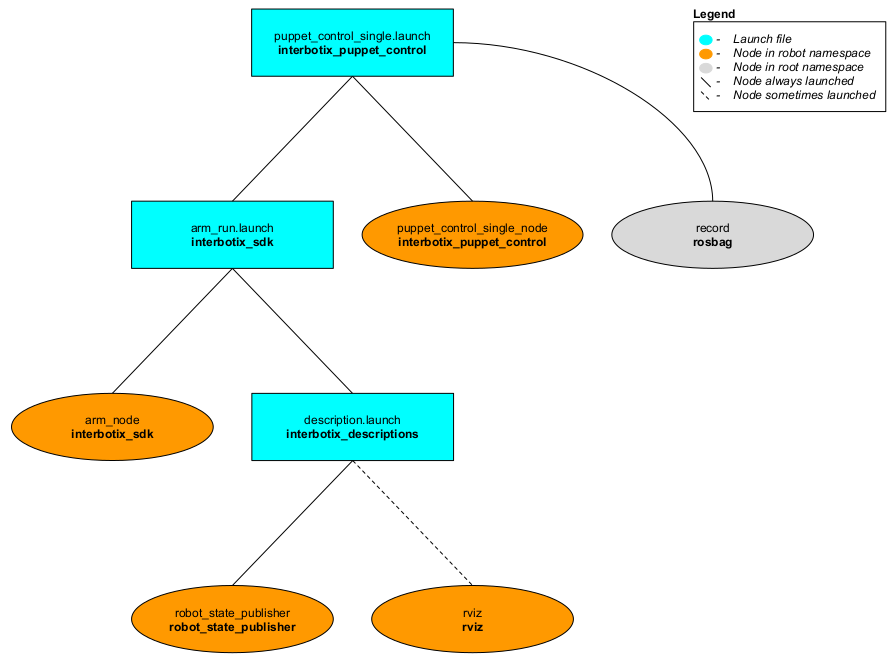 Legend
- Launch file
- Node in robot namespace
- Node in root namespace
- Node always launched
- Node sometimes launched
puppet_control_single.launch
interbotix_puppet_control
arm_run.launch
interbotix_sdk
puppet_control_single_node
interbotix_puppet_control
record
rosbag
arm_node
interbotix_sdk
description.launch
interbotix_descriptions
robot_state_publisher
robot_state_publisher
rviz
rviz